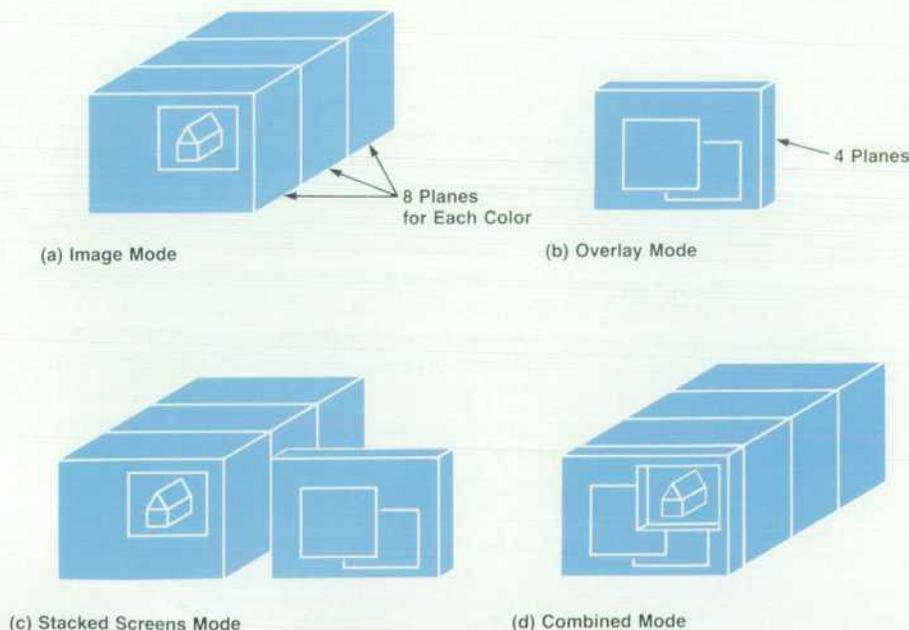 8 Planes
for Each Color
4 Planes
(a) Image Mode
(b) Overlay Mode
(c) Stacked Screens Mode
(d) Combined Mode